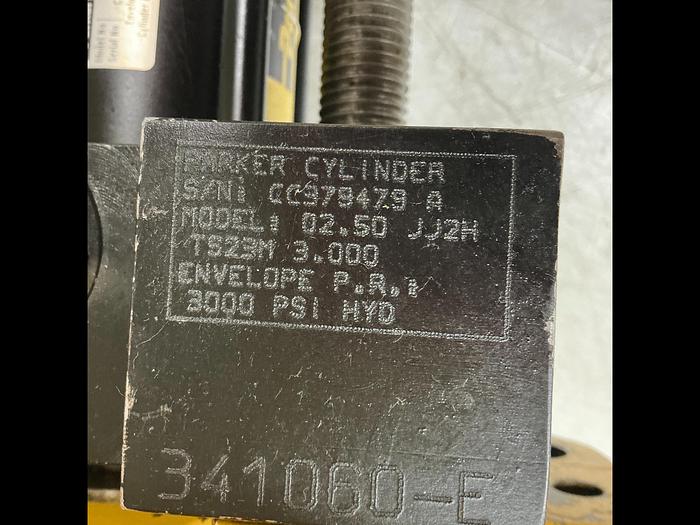 PARKER CYLINDER
S/N: CC979479 A
MODEL: 02.50 JJ2H
TS23M 3.000
ENVELOPE P.R.:
3000 PSI HYD
341060-E